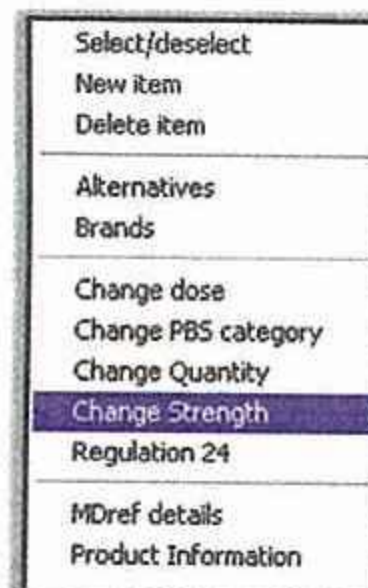 Select/deselect
New item
Delete item
Alternatives
Brands
Change dose
Change PBS category
Change Quantity
Change Strength
Regulation 24
MDref details
Product Information